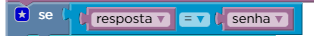 se resposta = senha